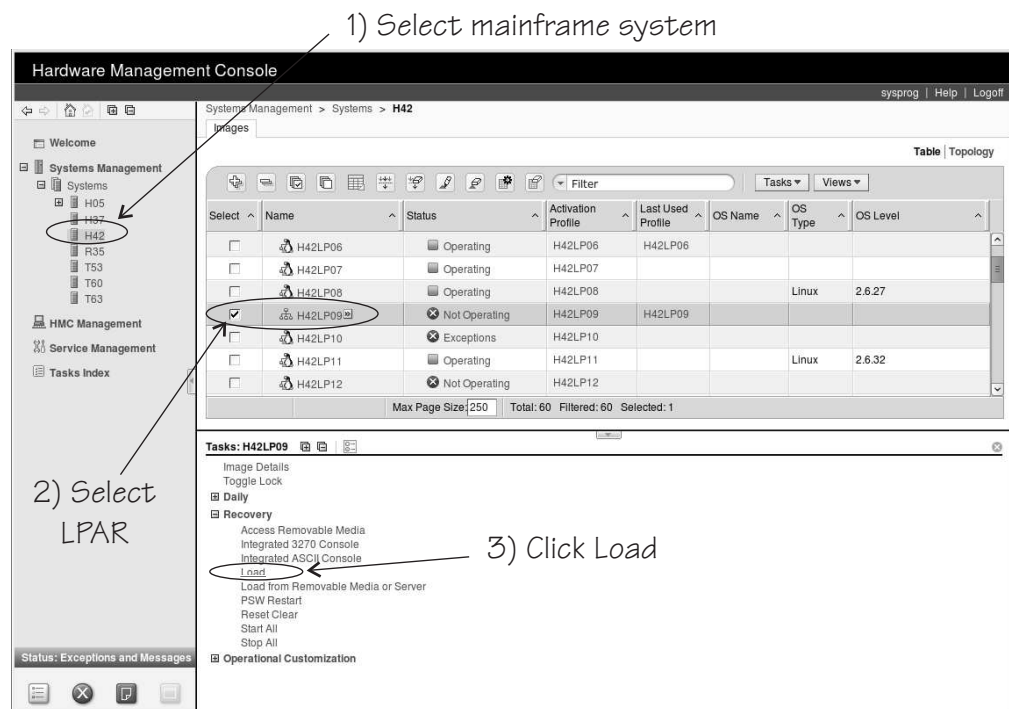 1) Select mainframe system
Hardware Management Console
sysprog | Help | Logoff
Systems Management > Systems > H42
Images
Table | Topology
Welcome
Systems Management
Systems
H05
H37
H42
R35
T53
T60
T63
HMC Management
Service Management
Tasks Index
Filter
Tasks
Views
Select Name Status Activation Profile Last Used Profile OS Name OS Type OS Level
H42LP06 Operating H42LP06 H42LP06
H42LP07 Operating H42LP07
H42LP08 Operating H42LP08 Linux 2.6.27
H42LP09 Not Operating H42LP09 H42LP09
H42LP10 Exceptions H42LP10
H42LP11 Operating H42LP11 Linux 2.6.32
H42LP12 Not Operating H42LP12
Max Page Size: 250 Total: 60 Filtered: 60 Selected: 1
Tasks: H42LP09
Image Details
Toggle Lock
Daily
Recovery
Access Removable Media
Integrated 3270 Console
Integrated ASCII Console
Load
Load from Removable Media or Server
PSW Restart
Reset Clear
Start All
Stop All
Operational Customization
2) Select
LPAR
3) Click Load
Status: Exceptions and Messages